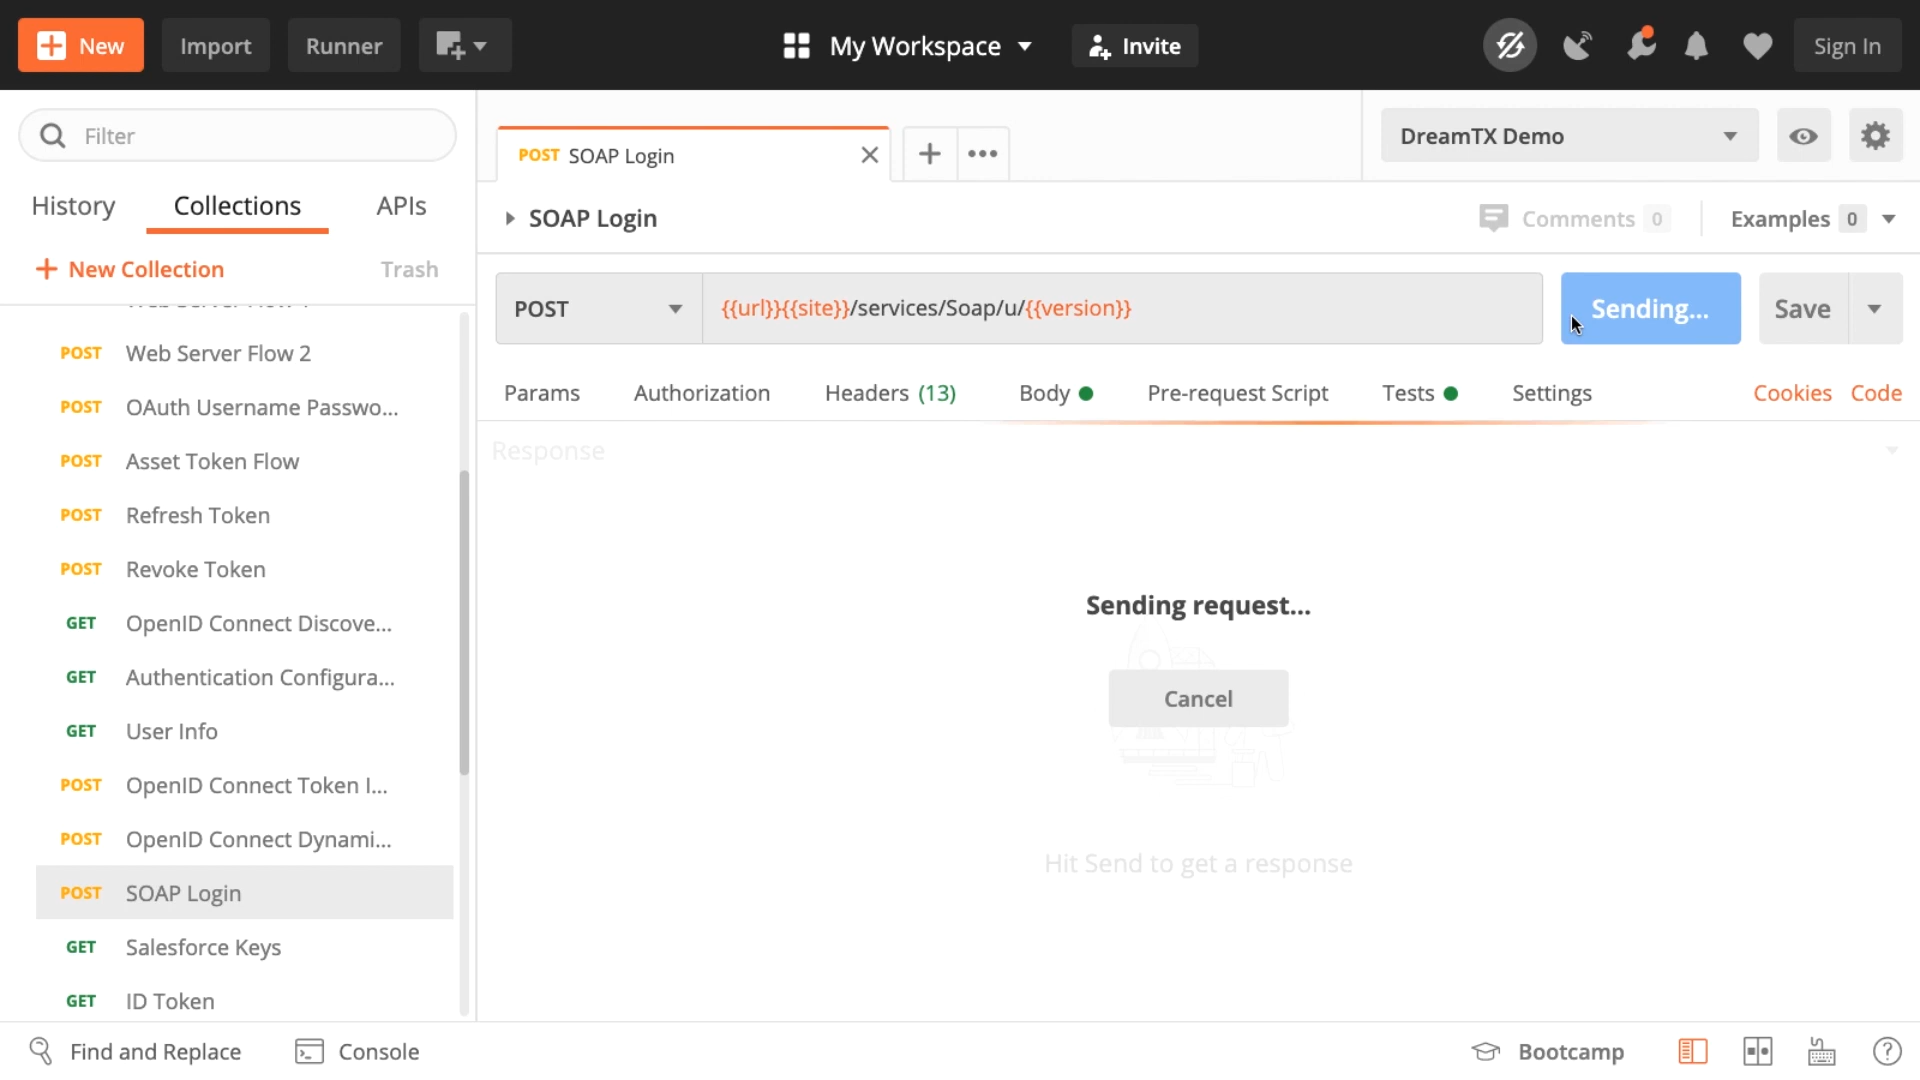 New
Import
Runner
My Workspace
Invite
Sign In
Filter
History
Collections
APIs
New Collection
Trash
Web Server Flow 1
POST Web Server Flow 2
POST OAuth Username Passwo...
POST Asset Token Flow
POST Refresh Token
POST Revoke Token
GET OpenID Connect Discove...
GET Authentication Configura...
GET User Info
POST OpenID Connect Token I...
POST OpenID Connect Dynami...
POST SOAP Login
GET Salesforce Keys
GET ID Token
POST SOAP Login
DreamTX Demo
SOAP Login
Comments 0
Examples 0
POST
{{url}}{{site}}/services/Soap/u/{{version}}
Sending...
Save
Params
Authorization
Headers (13)
Body
Pre-request Script
Tests
Settings
Cookies
Code
Response
Sending request...
Cancel
Hit Send to get a response
Find and Replace
Console
Bootcamp